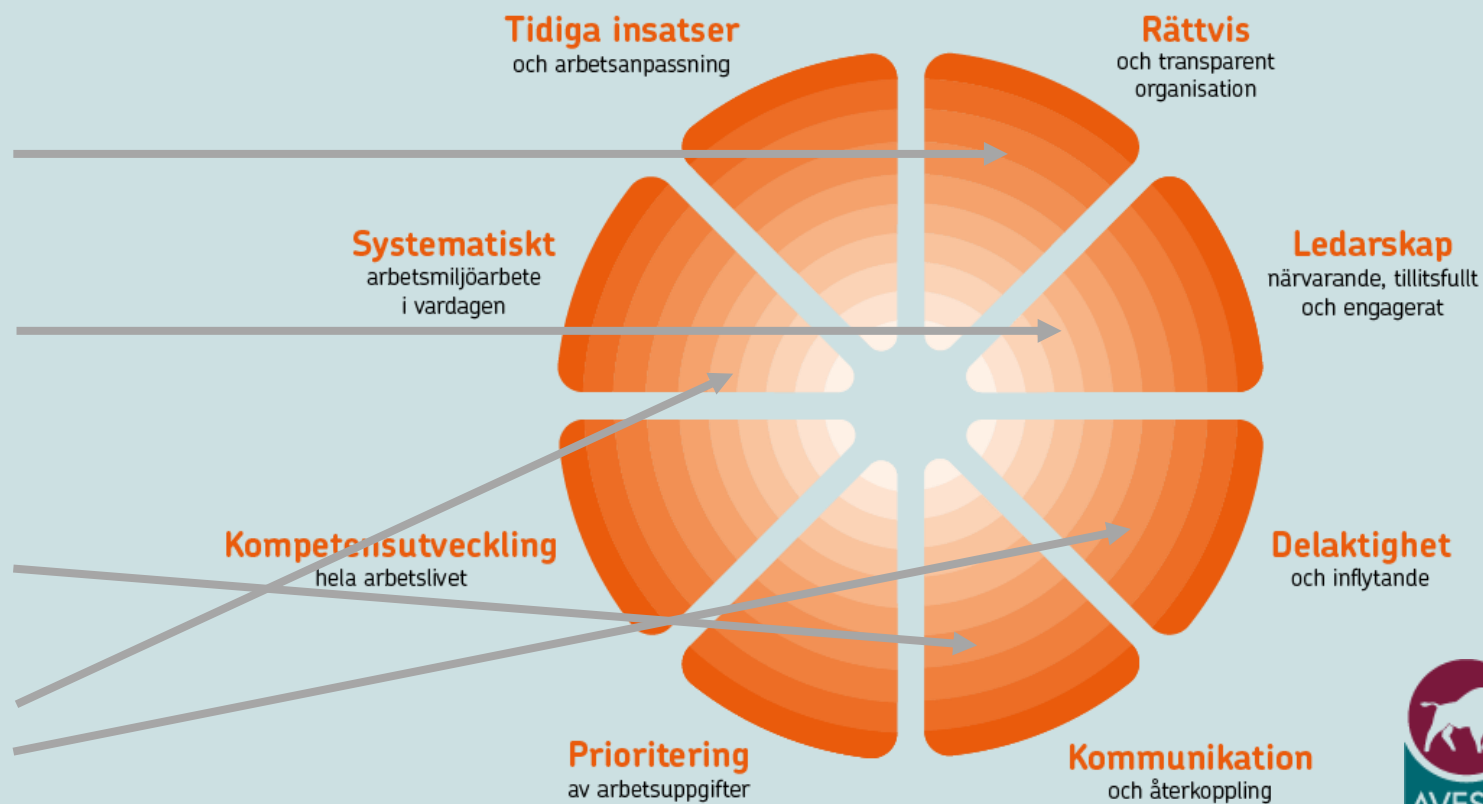 Tidiga insatser
och arbetsanpassning
Rättvis
och transparent
organisation
Systematiskt
arbetsmiljöarbete
i vardagen
Ledarskap
närvarande, tillitsfullt
och engagerat
Kompetensutveckling
hela arbetslivet
Delaktighet
och inflytande
Prioritering
av arbetsuppgifter
Kommunikation
och återkoppling